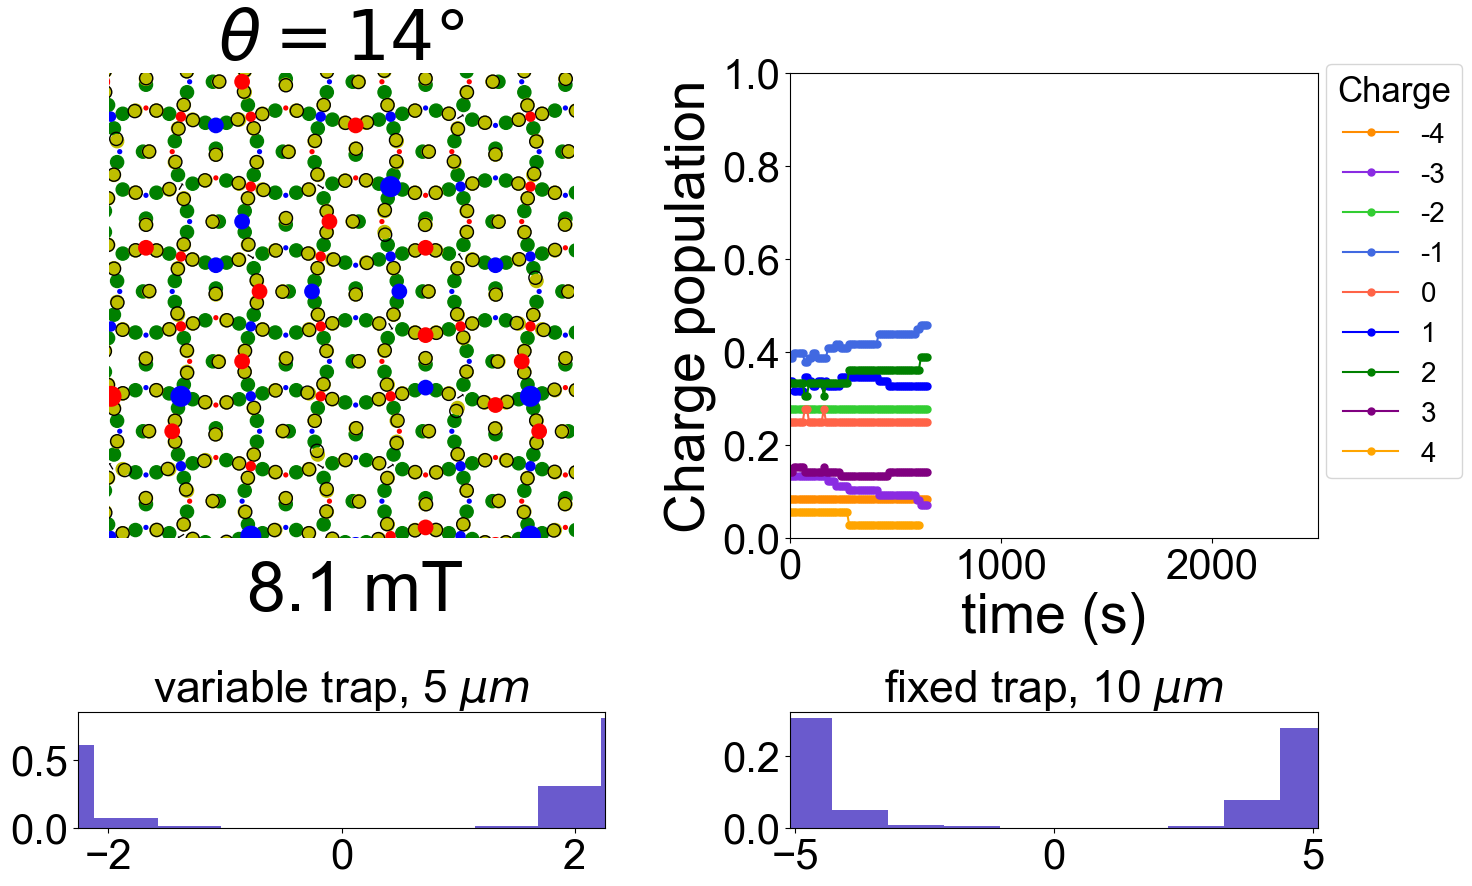 θ = 14°
8.1 mT
1.0
0.8
0.6
0.4
0.2
0.0
Charge population
0 1000 2000
time (s)
Charge
-4
-3
-2
-1
0
1
2
3
4
variable trap, 5 μm
0.5
0.0
−2 0 2
fixed trap, 10 μm
0.2
0.0
−5 0 5